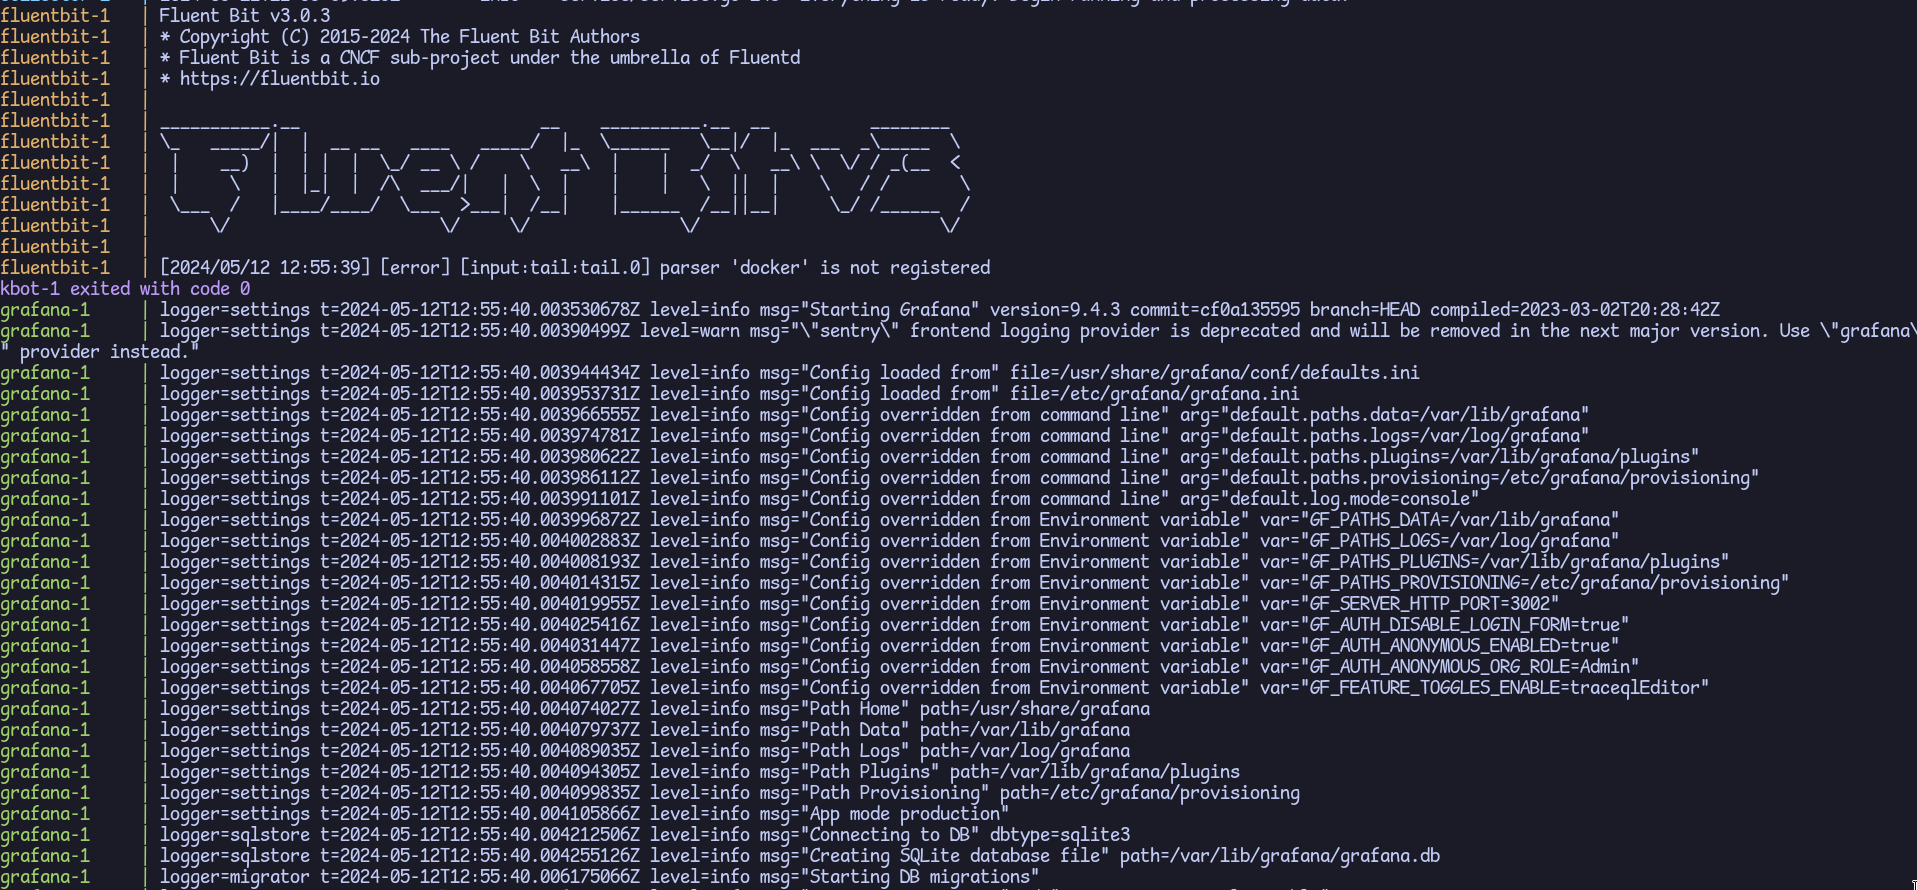 fluentbit-1   | Fluent Bit v3.0.3
fluentbit-1   | * Copyright (C) 2015-2024 The Fluent Bit Authors
fluentbit-1   | * Fluent Bit is a CNCF sub-project under the umbrella of Fluentd
fluentbit-1   | * https://fluentbit.io
fluentbit-1   |
fluentbit-1   | ___________.__                        __    __________.__  __          ________
fluentbit-1   | \_   _____/|  |  __ __   ____   _____/  |_  \______   \__|/  |_  ___  _\_____  \
fluentbit-1   |  |    __)  |  | |  |  \_/ __ \ /    \   __\  |    |  _/  \   __\ \  \/ / _(__  <
fluentbit-1   |  |     \   |  |_|  |  /\  ___/|   |  \  |    |    |   \  ||  |    \   / /       \
fluentbit-1   |  \___  /   |____/____/  \___  >___|  /__|    |______  /__||__|     \_/ /______  /
fluentbit-1   |      \/                     \/     \/               \/                        \/
fluentbit-1   |
fluentbit-1   | [2024/05/12 12:55:39] [error] [input:tail:tail.0] parser 'docker' is not registered
kbot-1 exited with code 0
grafana-1     | logger=settings t=2024-05-12T12:55:40.003530678Z level=info msg="Starting Grafana" version=9.4.3 commit=cf0a135595 branch=HEAD compiled=2023-03-02T20:28:42Z
grafana-1     | logger=settings t=2024-05-12T12:55:40.00390499Z level=warn msg="\"sentry\" frontend logging provider is deprecated and will be removed in the next major version. Use \"grafana\
" provider instead."
grafana-1     | logger=settings t=2024-05-12T12:55:40.003944434Z level=info msg="Config loaded from" file=/usr/share/grafana/conf/defaults.ini
grafana-1     | logger=settings t=2024-05-12T12:55:40.003953731Z level=info msg="Config loaded from" file=/etc/grafana/grafana.ini
grafana-1     | logger=settings t=2024-05-12T12:55:40.003966555Z level=info msg="Config overridden from command line" arg="default.paths.data=/var/lib/grafana"
grafana-1     | logger=settings t=2024-05-12T12:55:40.003974781Z level=info msg="Config overridden from command line" arg="default.paths.logs=/var/log/grafana"
grafana-1     | logger=settings t=2024-05-12T12:55:40.003980622Z level=info msg="Config overridden from command line" arg="default.paths.plugins=/var/lib/grafana/plugins"
grafana-1     | logger=settings t=2024-05-12T12:55:40.003986112Z level=info msg="Config overridden from command line" arg="default.paths.provisioning=/etc/grafana/provisioning"
grafana-1     | logger=settings t=2024-05-12T12:55:40.003991101Z level=info msg="Config overridden from command line" arg="default.log.mode=console"
grafana-1     | logger=settings t=2024-05-12T12:55:40.003996872Z level=info msg="Config overridden from Environment variable" var="GF_PATHS_DATA=/var/lib/grafana"
grafana-1     | logger=settings t=2024-05-12T12:55:40.004002883Z level=info msg="Config overridden from Environment variable" var="GF_PATHS_LOGS=/var/log/grafana"
grafana-1     | logger=settings t=2024-05-12T12:55:40.004008193Z level=info msg="Config overridden from Environment variable" var="GF_PATHS_PLUGINS=/var/lib/grafana/plugins"
grafana-1     | logger=settings t=2024-05-12T12:55:40.004014315Z level=info msg="Config overridden from Environment variable" var="GF_PATHS_PROVISIONING=/etc/grafana/provisioning"
grafana-1     | logger=settings t=2024-05-12T12:55:40.004019955Z level=info msg="Config overridden from Environment variable" var="GF_SERVER_HTTP_PORT=3002"
grafana-1     | logger=settings t=2024-05-12T12:55:40.004025416Z level=info msg="Config overridden from Environment variable" var="GF_AUTH_DISABLE_LOGIN_FORM=true"
grafana-1     | logger=settings t=2024-05-12T12:55:40.004031447Z level=info msg="Config overridden from Environment variable" var="GF_AUTH_ANONYMOUS_ENABLED=true"
grafana-1     | logger=settings t=2024-05-12T12:55:40.004058558Z level=info msg="Config overridden from Environment variable" var="GF_AUTH_ANONYMOUS_ORG_ROLE=Admin"
grafana-1     | logger=settings t=2024-05-12T12:55:40.004067705Z level=info msg="Config overridden from Environment variable" var="GF_FEATURE_TOGGLES_ENABLE=traceqlEditor"
grafana-1     | logger=settings t=2024-05-12T12:55:40.004074027Z level=info msg="Path Home" path=/usr/share/grafana
grafana-1     | logger=settings t=2024-05-12T12:55:40.004079737Z level=info msg="Path Data" path=/var/lib/grafana
grafana-1     | logger=settings t=2024-05-12T12:55:40.004089035Z level=info msg="Path Logs" path=/var/log/grafana
grafana-1     | logger=settings t=2024-05-12T12:55:40.004094305Z level=info msg="Path Plugins" path=/var/lib/grafana/plugins
grafana-1     | logger=settings t=2024-05-12T12:55:40.004099835Z level=info msg="Path Provisioning" path=/etc/grafana/provisioning
grafana-1     | logger=settings t=2024-05-12T12:55:40.004105866Z level=info msg="App mode production"
grafana-1     | logger=sqlstore t=2024-05-12T12:55:40.004212506Z level=info msg="Connecting to DB" dbtype=sqlite3
grafana-1     | logger=sqlstore t=2024-05-12T12:55:40.004255126Z level=info msg="Creating SQLite database file" path=/var/lib/grafana/grafana.db
grafana-1     | logger=migrator t=2024-05-12T12:55:40.006175066Z level=info msg="Starting DB migrations"